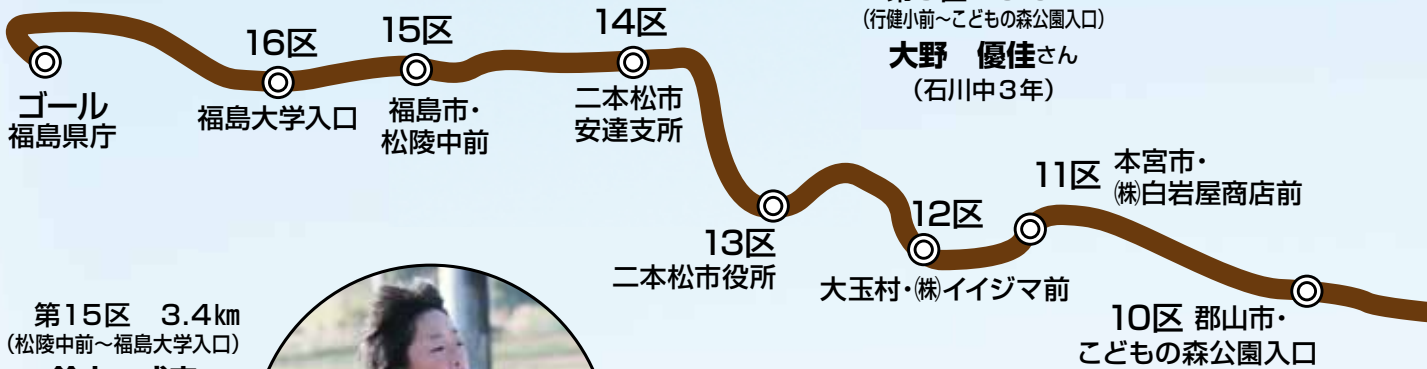 (行健小前～こどもの森公園入口)
大野 優佳さん
(石川中3年)
14区
二本松市
安達支所
15区
福島市・
松陵中前
16区
福島大学入口
ゴール
福島県庁
11区 本宮市・
㈱白岩屋商店前
12区
大玉村・㈱イイジマ前
13区
二本松市役所
10区 郡山市・
こどもの森公園入口
第15区 3.4㎞
(松陵中前～福島大学入口)